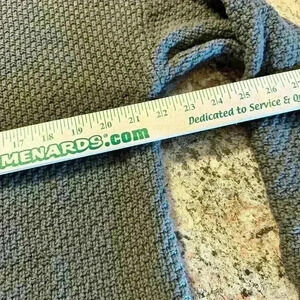 17 18 19 20 21 22 23 24 25 26
MENARDS.com Dedicated to Service &